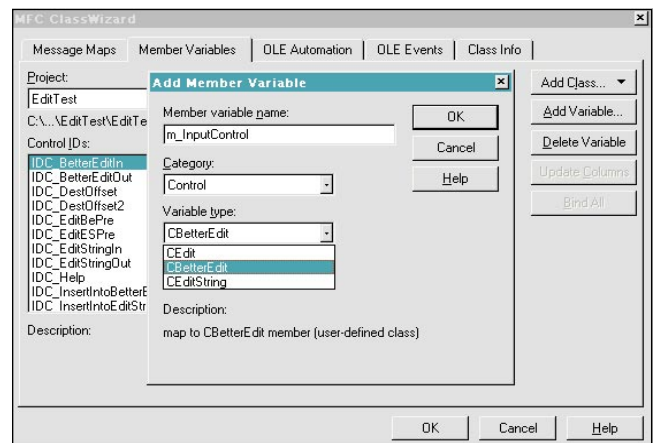 MFC ClassWizard
Message Maps
Member Variables
OLE Automation
OLE Events
Class Info
Project:
EditTest
C:\...\EditTest\EditTe
Control IDs:
IDC_BetterEditIn
IDC_BetterEditOut
IDC_DestOffset
IDC_DestOffset2
IDC_EditBePre
IDC_EditESPre
IDC_EditStringIn
IDC_EditStringOut
IDC_Help
IDC_InsertIntoBetterE
IDC_InsertIntoEditStr
Description:
Add Member Variable
Member variable name:
m_InputControl
Category:
Control
Variable type:
CBetterEdit
CEdit
CBetterEdit
CEditString
Description:
map to CBetterEdit member (user-defined class)
OK
Cancel
Help
Add Class...
Add Variable...
Delete Variable
Update Columns
Bind All
OK
Cancel
Help